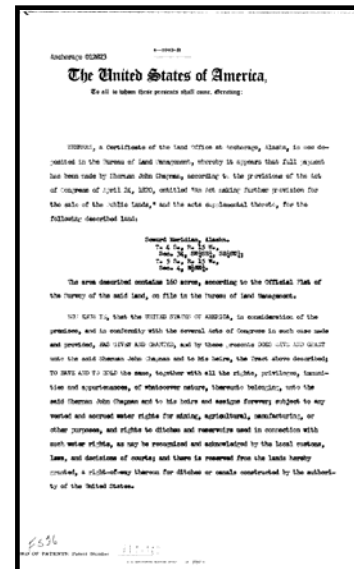 Anchorage 012623
The United States of America,
To all to whom these presents shall come, Greeting:
WHEREAS, a Certificate of the Land Office at Anchorage, Alaska, is now de-
posited in the Bureau of Land Management, whereby it appears that full payment
has been made by Sherman John Chapman, according to the provisions of the Act
of Congress of April 24, 1820, entitled "An Act making further provision for
the sale of the Public Lands," and the acts supplemental thereto, for the
following described land:
Seward Meridian, Alaska.
T. 4 S., R. 15 W.,
Sec. 34,
T. 5 S., R. 15 W.,
Sec. 4,
The area described contains 160 acres, according to the Official Plat of
the Survey of the said land, on file in the Bureau of Land Management.
NOW KNOW YE, that the UNITED STATES OF AMERICA, in consideration of the
premises, and in conformity with the several Acts of Congress in such case made
and provided, HAS GIVEN AND GRANTED, and by these presents DOES GIVE AND GRANT
unto the said Sherman John Chapman and to his heirs, the tract above described;
TO HAVE AND TO HOLD the same, together with all the rights, privileges, immuni-
ties and appurtenances, of whatsoever nature, thereunto belonging, unto the
said Sherman John Chapman and to his heirs and assigns forever; subject to any
vested and accrued water rights for mining, agricultural, manufacturing, or
other purposes, and rights to ditches and reservoirs used in connection with
such water rights, as may be recognized and acknowledged by the local customs,
laws, and decisions of courts; and there is reserved from the lands hereby
granted, a right-of-way thereon for ditches or canals constructed by the authori-
ty of the United States.